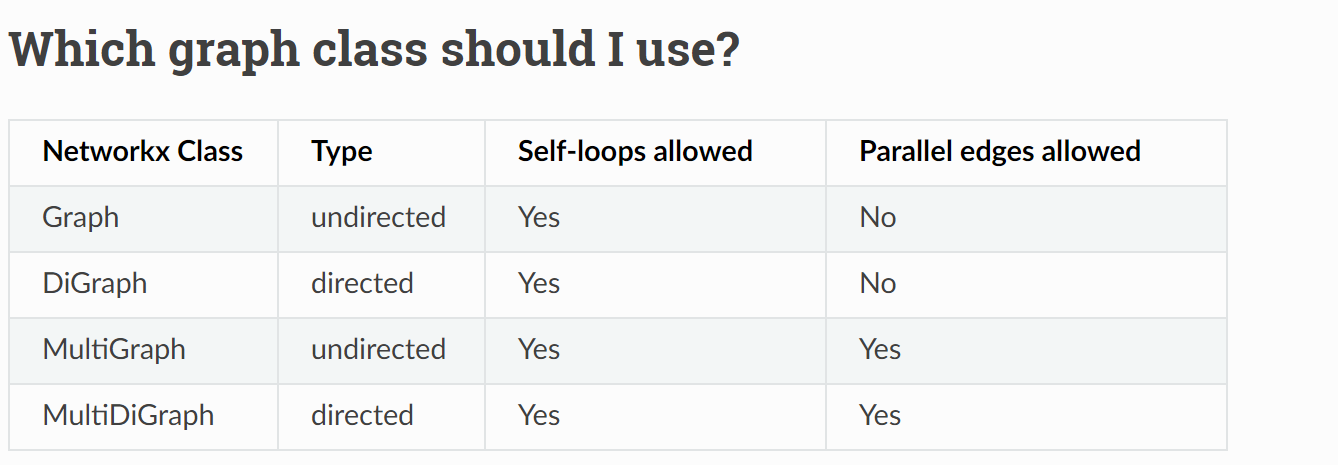 Which graph class should I use?
Networkx Class Type Self-loops allowed Parallel edges allowed
Graph undirected Yes No
DiGraph directed Yes No
MultiGraph undirected Yes Yes
MultiDiGraph directed Yes Yes